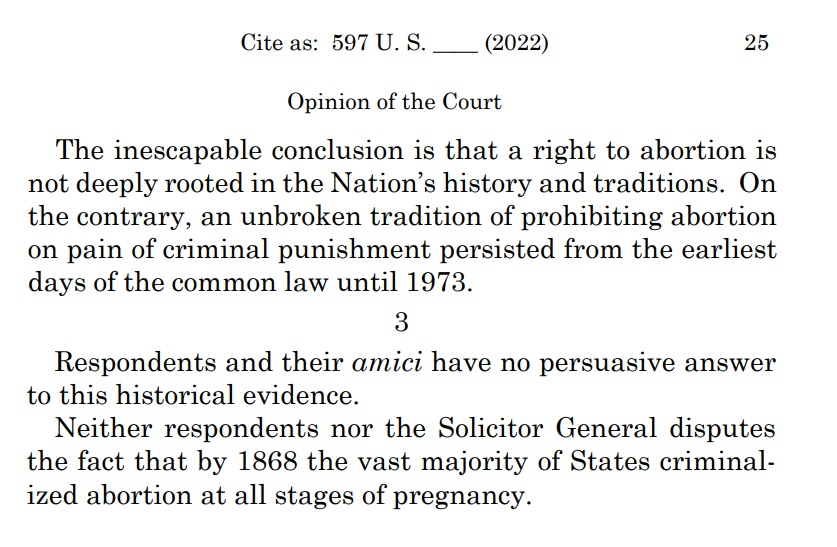 Cite as: 597 U. S. ____ (2022) 25
Opinion of the Court
The inescapable conclusion is that a right to abortion is
not deeply rooted in the Nation’s history and traditions. On
the contrary, an unbroken tradition of prohibiting abortion
on pain of criminal punishment persisted from the earliest
days of the common law until 1973.
3
Respondents and their amici have no persuasive answer
to this historical evidence.
Neither respondents nor the Solicitor General disputes
the fact that by 1868 the vast majority of States criminal-
ized abortion at all stages of pregnancy.